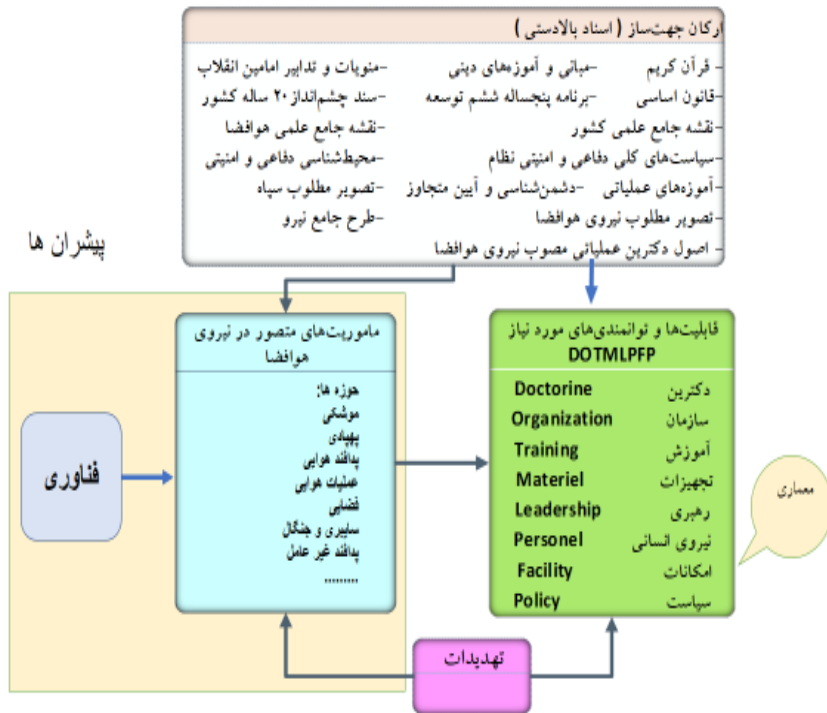 ارکان جهت‌ساز ( اسناد بالادستی )
- قرآن کریم -مبانی و آموزه‌های دینی -منویات و تدابیر امامین انقلاب
-قانون اساسی -برنامه پنجساله ششم توسعه -سند چشم‌انداز ۲۰ ساله کشور
-نقشه جامع علمی کشور -نقشه جامع علمی هوافضا
-سیاست‌های کلی دفاعی و امنیتی نظام -محیط‌شناسی دفاعی و امنیتی
-آموزه‌های عملیاتی -دشمن‌شناسی و آیین متجاوز -تصویر مطلوب سپاه
-تصویر مطلوب نیروی هوافضا -طرح جامع نیرو
- اصول دکترین عملیاتی مصوب نیروی هوافضا
پیشران ها
ماموریت‌های متصور در نیروی
هوافضا
حوزه ها:
موشکی
پهپادی
پدافند هوایی
عملیات هوایی
فضایی
سایبری و جنگال
پدافند غیر عامل
.........
فناوری
قابلیت‌ها و توانمندی‌های مورد نیاز
DOTMLPFP
Doctorine دکترین
Organization سازمان
Training آموزش
Materiel تجهیزات
Leadership رهبری
Personel نیروی انسانی
Facility امکانات
Policy سیاست
معماری
تهدیدات